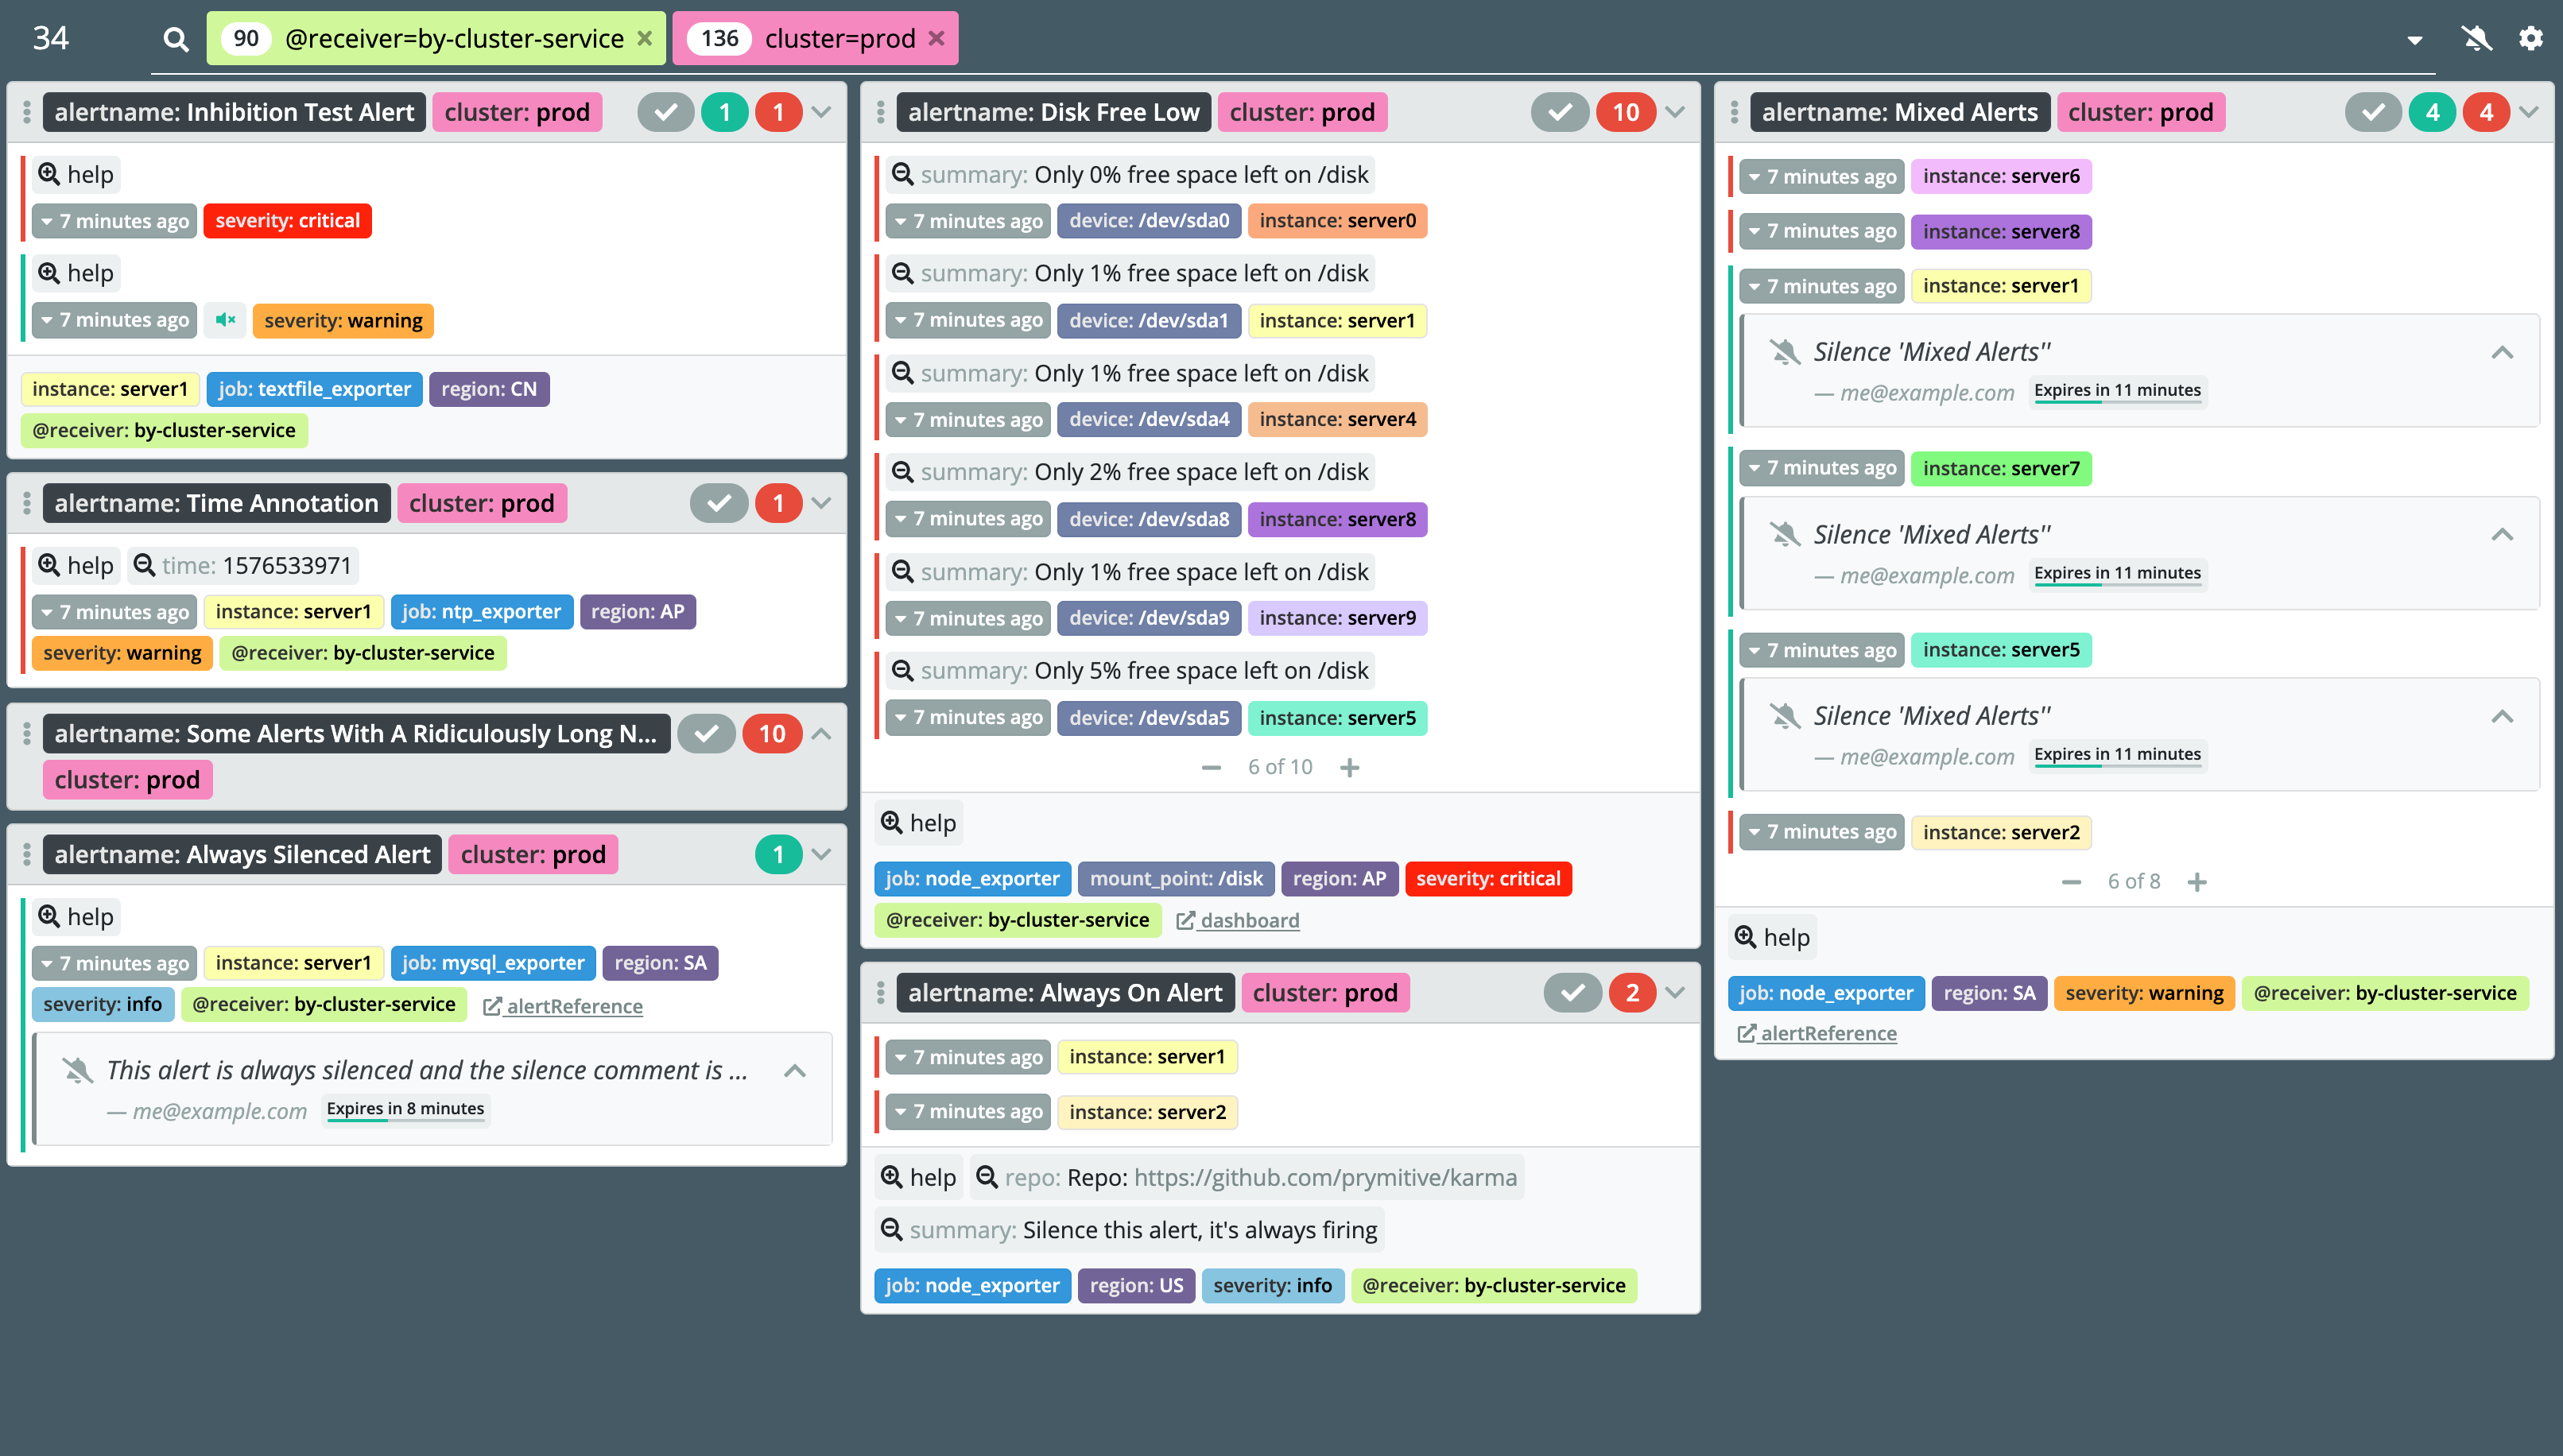 34
90 @receiver=by-cluster-service ×
136 cluster=prod ×
alertname: Inhibition Test Alert cluster: prod 1 1
help
7 minutes ago severity: critical
help
7 minutes ago severity: warning
instance: server1 job: textfile_exporter region: CN
@receiver: by-cluster-service
alertname: Time Annotation cluster: prod 1
help time: 1576533971
7 minutes ago instance: server1 job: ntp_exporter region: AP
severity: warning @receiver: by-cluster-service
alertname: Some Alerts With A Ridiculously Long N... 10
cluster: prod
alertname: Always Silenced Alert cluster: prod 1
help
7 minutes ago instance: server1 job: mysql_exporter region: SA
severity: info @receiver: by-cluster-service alertReference
This alert is always silenced and the silence comment is ...
— me@example.com Expires in 8 minutes
alertname: Disk Free Low cluster: prod 10
summary: Only 0% free space left on /disk
7 minutes ago device: /dev/sda0 instance: server0
summary: Only 1% free space left on /disk
7 minutes ago device: /dev/sda1 instance: server1
summary: Only 1% free space left on /disk
7 minutes ago device: /dev/sda4 instance: server4
summary: Only 2% free space left on /disk
7 minutes ago device: /dev/sda8 instance: server8
summary: Only 1% free space left on /disk
7 minutes ago device: /dev/sda9 instance: server9
summary: Only 5% free space left on /disk
7 minutes ago device: /dev/sda5 instance: server5
6 of 10
help
job: node_exporter mount_point: /disk region: AP severity: critical
@receiver: by-cluster-service dashboard
alertname: Always On Alert cluster: prod 2
7 minutes ago instance: server1
7 minutes ago instance: server2
help repo: Repo: https://github.com/prymitive/karma
summary: Silence this alert, it's always firing
job: node_exporter region: US severity: info @receiver: by-cluster-service
alertname: Mixed Alerts cluster: prod 4 4
7 minutes ago instance: server6
7 minutes ago instance: server8
7 minutes ago instance: server1
Silence 'Mixed Alerts''
— me@example.com Expires in 11 minutes
7 minutes ago instance: server7
Silence 'Mixed Alerts''
— me@example.com Expires in 11 minutes
7 minutes ago instance: server5
Silence 'Mixed Alerts''
— me@example.com Expires in 11 minutes
7 minutes ago instance: server2
6 of 8
help
job: node_exporter region: SA severity: warning @receiver: by-cluster-service
alertReference